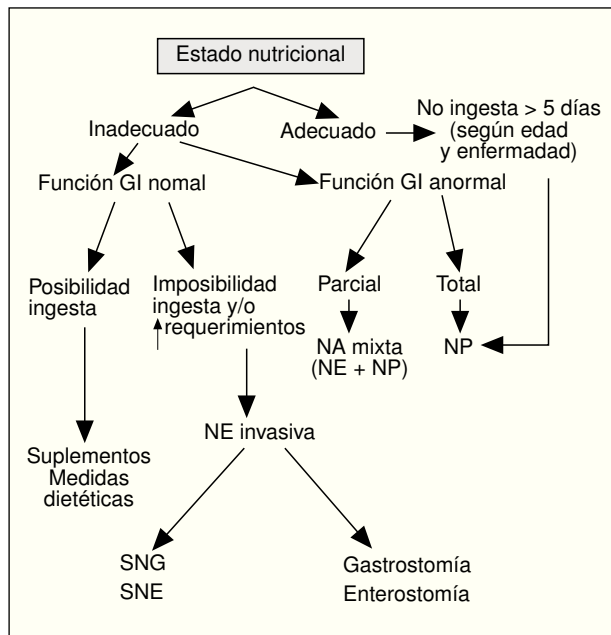 Estado nutricional
Inadecuado
Adecuado
No ingesta > 5 días
(según edad
y enfermadad)
Función GI nomal
Función GI anormal
Posibilidad
ingesta
Imposibilidad
ingesta y/o
requerimientos
Parcial
Total
NA mixta
(NE + NP)
NP
NE invasiva
Suplementos
Medidas
dietéticas
SNG
SNE
Gastrostomía
Enterostomía